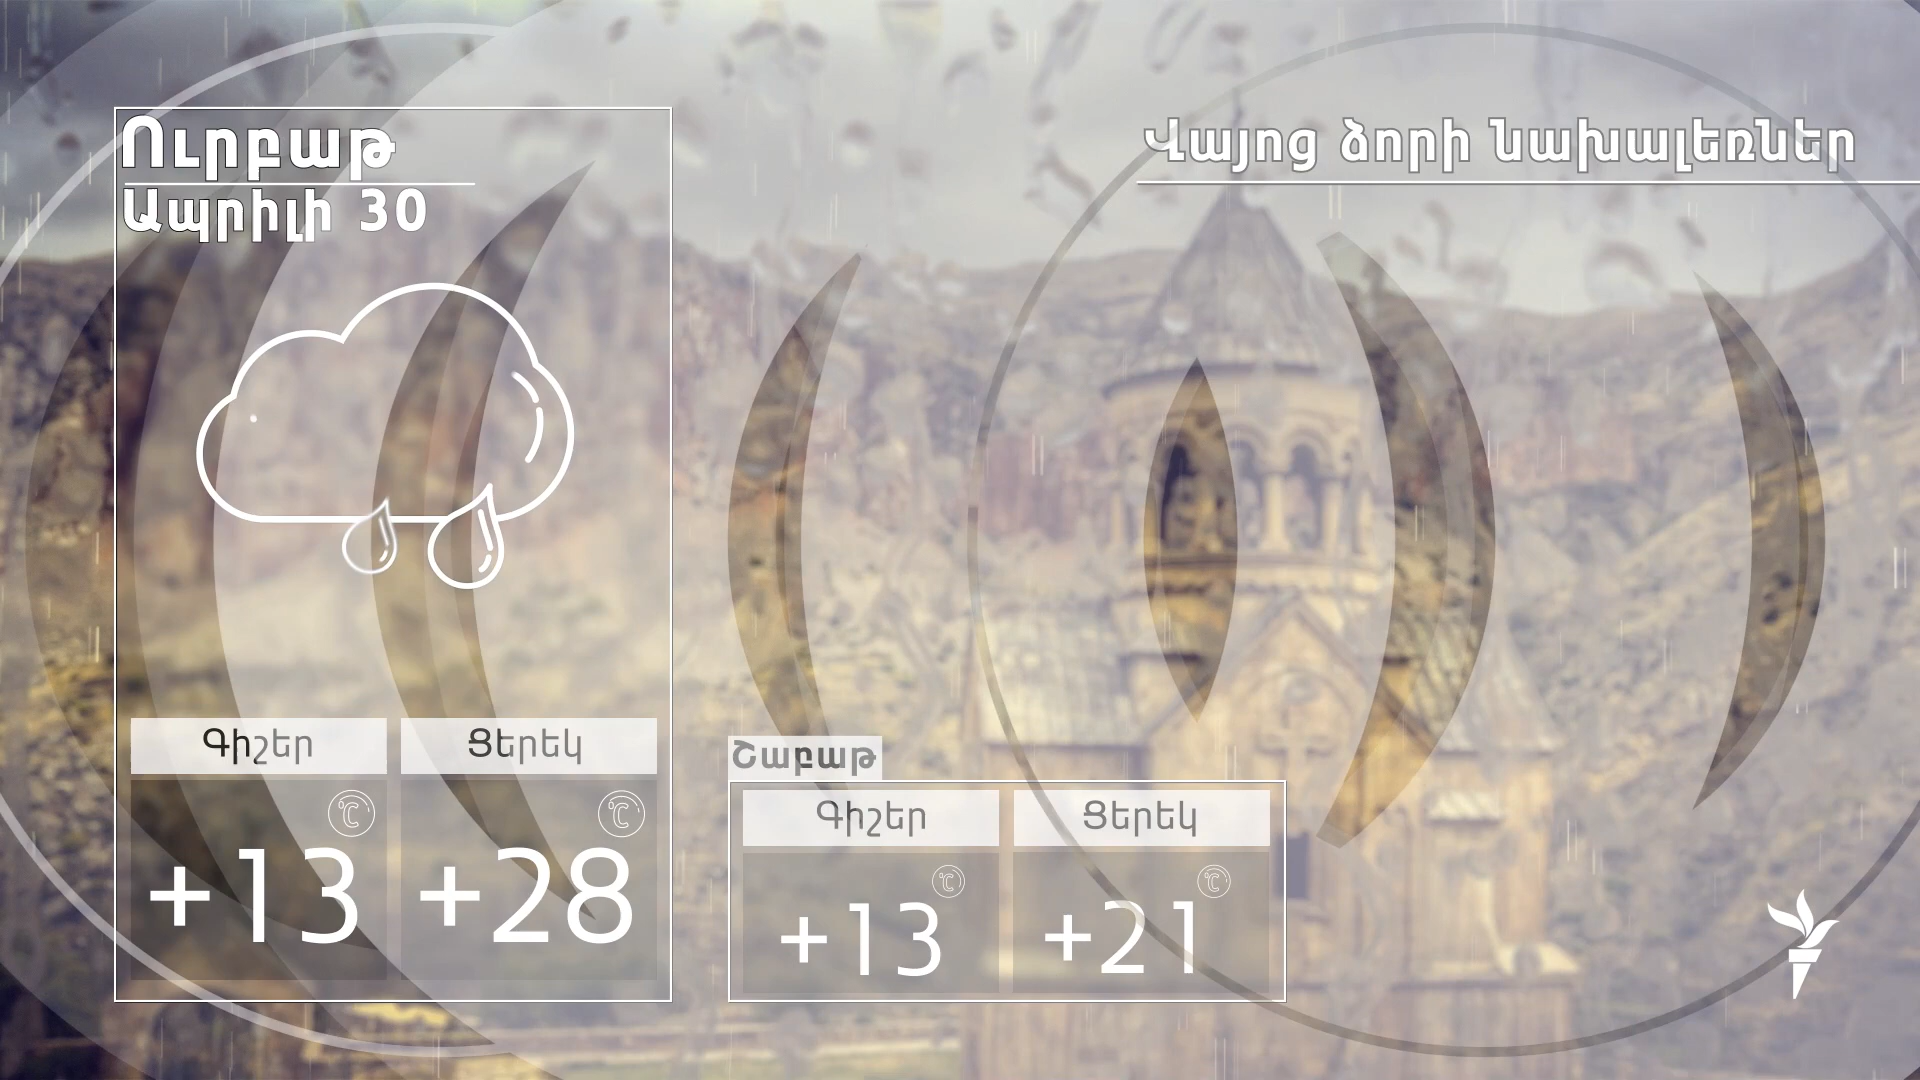 Ուրբաթ
Ապրիլի 30
Վայոց ձորի նախալեռներ
Գիշեր
Ցերեկ
℃
℃
+13
+28
Շաբաթ
Գիշեր
Ցերեկ
℃
℃
+13
+21